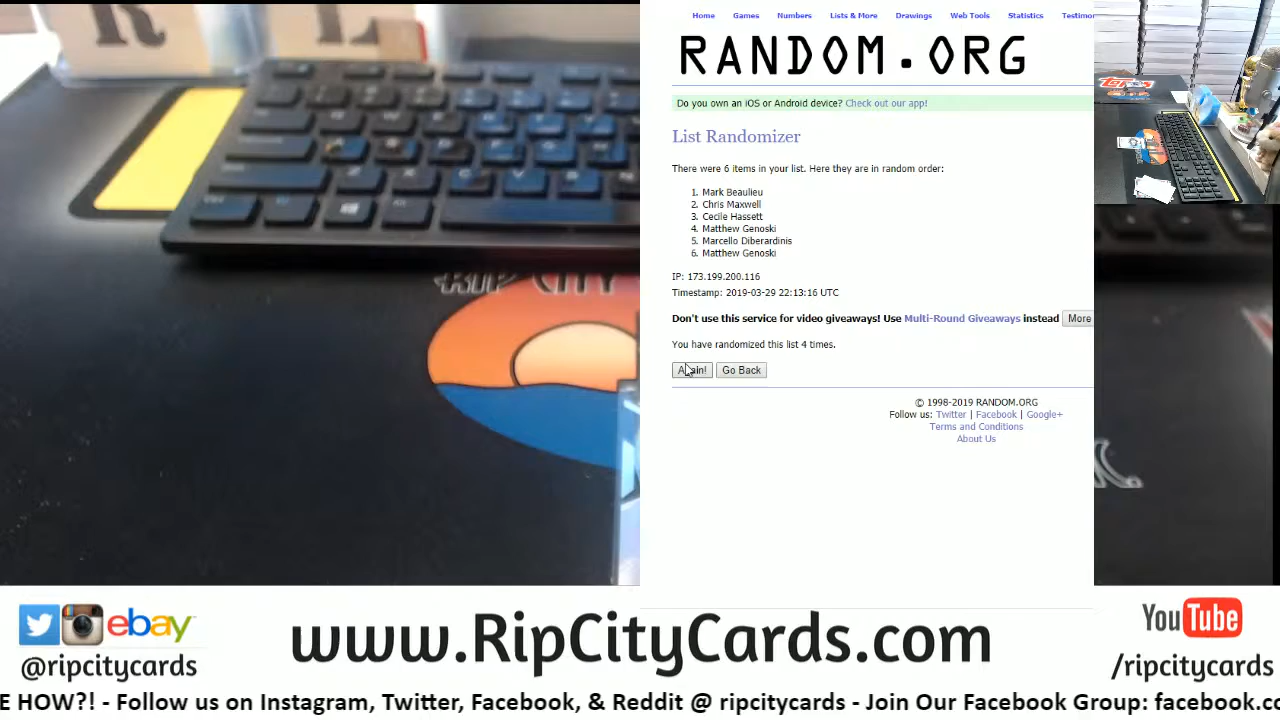 R L
RIP CITY
Home Games Numbers Lists & More Drawings Web Tools Statistics Testimo
RANDOM.ORG
Do you own an iOS or Android device? Check out our app!
List Randomizer
There were 6 items in your list. Here they are in random order:
1. Mark Beaulieu
2. Chris Maxwell
3. Cecile Hassett
4. Matthew Genoski
5. Marcello Diberardinis
6. Matthew Genoski
IP: 173.199.200.116
Timestamp: 2019-03-29 22:13:16 UTC
Don't use this service for video giveaways! Use Multi-Round Giveaways instead More
You have randomized this list 4 times.
Again! Go Back
© 1998-2019 RANDOM.ORG
Follow us: Twitter | Facebook | Google+
Terms and Conditions
About Us
ebay
@ripcitycards
www.RipCityCards.com
YouTube
/ripcitycards
E HOW?! - Follow us on Instagram, Twitter, Facebook, & Reddit @ ripcitycards - Join Our Facebook Group: facebook.co